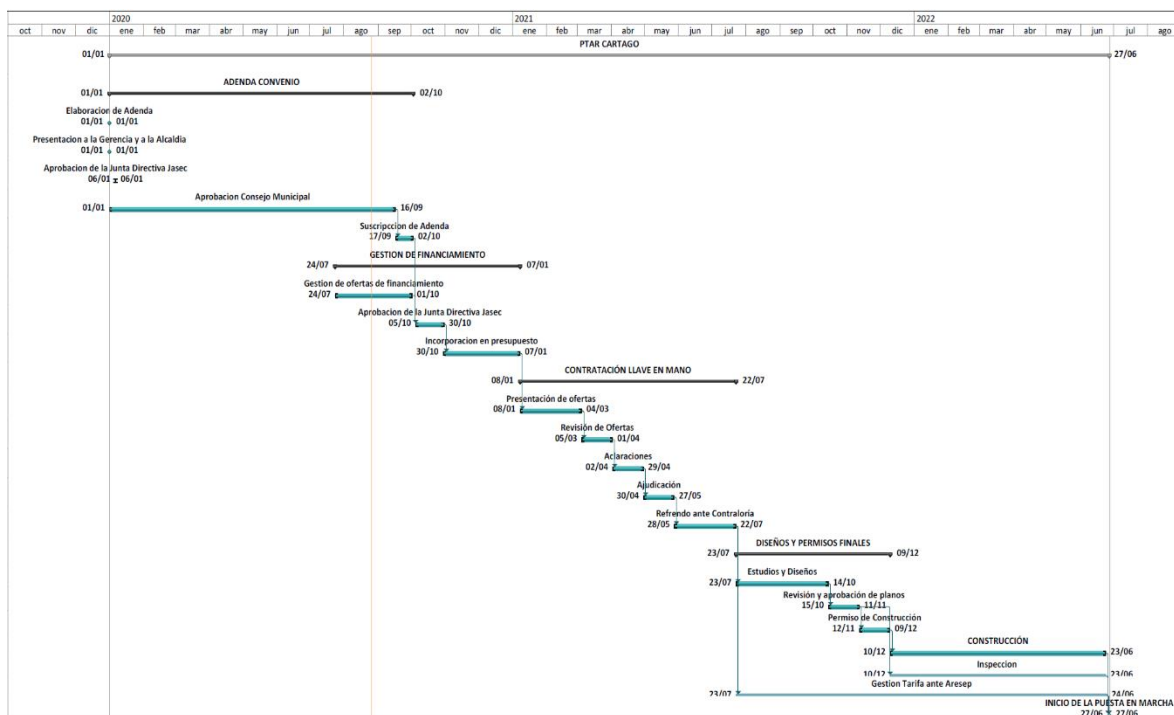 2020 2021 2022
oct nov dic ene feb mar abr may jun jul ago sep oct nov dic ene feb mar abr may jun jul ago sep oct nov dic ene feb mar abr may jun jul ago
PTAR CARTAGO
01/01 27/06
ADENDA CONVENIO
01/01 02/10
Elaboracion de Adenda
01/01 01/01
Presentacion a la Gerencia y a la Alcaldia
01/01 01/01
Aprobacion de la Junta Directiva Jasec
06/01 06/01
Aprobacion Consejo Municipal
01/01 16/09
Suscripccion de Adenda
17/09 02/10
GESTION DE FINANCIAMIENTO
24/07 07/01
Gestion de ofertas de financiamiento
24/07 01/10
Aprobacion de la Junta Directiva Jasec
05/10 30/10
Incorporacion en presupuesto
30/10 07/01
CONTRATACIÓN LLAVE EN MANO
08/01 22/07
Presentación de ofertas
08/01 04/03
Revisión de Ofertas
05/03 01/04
Aclaraciones
02/04 29/04
Ajudicación
30/04 27/05
Refrendo ante Contraloría
28/05 22/07
DISEÑOS Y PERMISOS FINALES
23/07 09/12
Estudios y Diseños
23/07 14/10
Revisión y aprobación de planos
15/10 11/11
Permiso de Construcción
12/11 09/12
CONSTRUCCIÓN
10/12 23/06
Inspeccion
10/12 23/06
Gestion Tarifa ante Aresep
23/07 24/06
INICIO DE LA PUESTA EN MARCHA
27/06 27/06